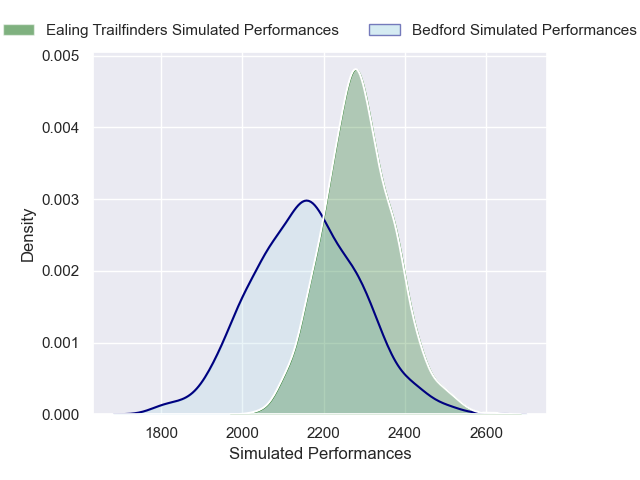 Ealing Trailfinders Simulated Performances Bedford Simulated Performances
0.005
0.004
0.003
0.002
0.001
0.000
Density
1800 2000 2200 2400 2600
Simulated Performances